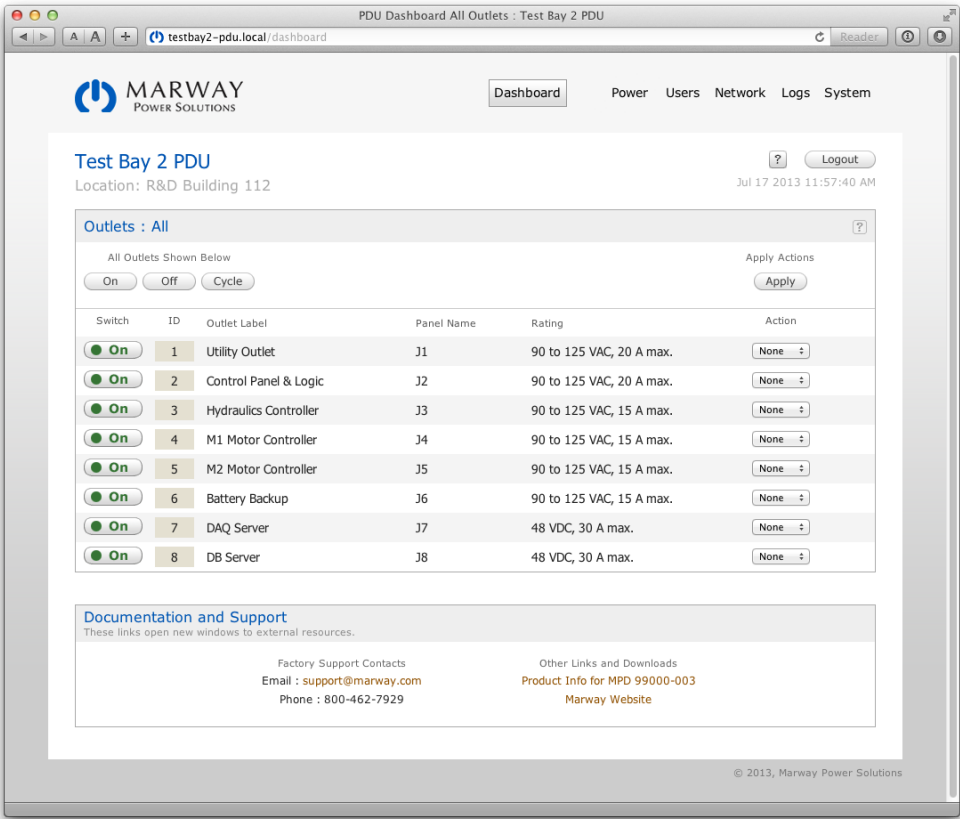 PDU Dashboard All Outlets : Test Bay 2 PDU
A A + testbay2-pdu.local/dashboard Reader
MARWAY
POWER SOLUTIONS
Dashboard Power Users Network Logs System
Test Bay 2 PDU ? Logout
Location: R&D Building 112 Jul 17 2013 11:57:40 AM
Outlets : All ?
All Outlets Shown Below Apply Actions
On Off Cycle Apply
Switch ID Outlet Label Panel Name Rating Action
On 1 Utility Outlet J1 90 to 125 VAC, 20 A max. None
On 2 Control Panel & Logic J2 90 to 125 VAC, 20 A max. None
On 3 Hydraulics Controller J3 90 to 125 VAC, 15 A max. None
On 4 M1 Motor Controller J4 90 to 125 VAC, 15 A max. None
On 5 M2 Motor Controller J5 90 to 125 VAC, 15 A max. None
On 6 Battery Backup J6 90 to 125 VAC, 15 A max. None
On 7 DAQ Server J7 48 VDC, 30 A max. None
On 8 DB Server J8 48 VDC, 30 A max. None
Documentation and Support
These links open new windows to external resources.
Factory Support Contacts Other Links and Downloads
Email : support@marway.com Product Info for MPD 99000-003
Phone : 800-462-7929 Marway Website
© 2013, Marway Power Solutions